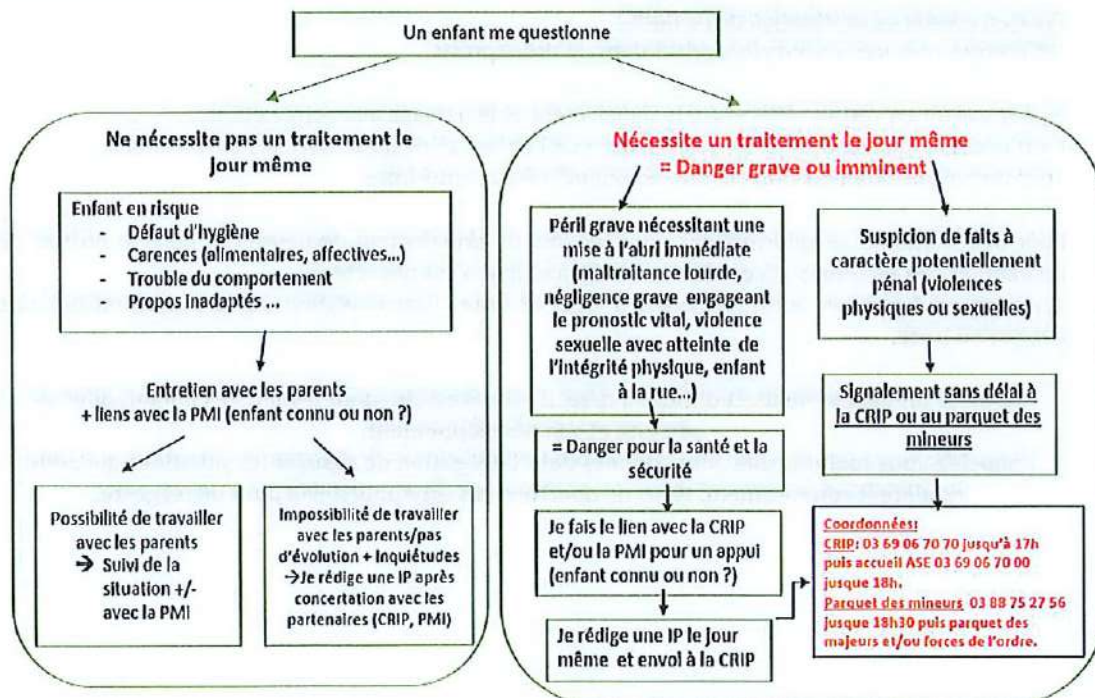 Un enfant me questionne
Ne nécessite pas un traitement le
Jour même
Enfant en risque
- Défaut d'hygiène
- Carences (alimentaires, affectives...)
- Trouble du comportement
- Propos inadaptés ...
Entretien avec les parents
+ liens avec la PMI (enfant connu ou non ?)
Possibilité de travailler
avec les parents
→ Suivi de la
situation +/-
avec la PMI
Impossibilité de travailler
avec les parents/pas
d'évolution + Inquiétudes
→Je rédige une IP après
concertation avec les
partenaires (CRIP, PMI)
Nécessite un traitement le jour même
= Danger grave ou imminent
Péril grave nécessitant une
mise à l'abri immédiate
(maltraitance lourde,
négligence grave engageant
le pronostic vital, violence
sexuelle avec atteinte de
l'intégrité physique, enfant
à la rue...)
=Danger pour la santé et la
sécurité
Je fais le lien avec la CRIP
et/ou la PMI pour un appui
(enfant connu ou non ?)
Je rédige une IP le jour
même et envoi à la CRIP
Suspicion de faits à
caractère potentiellement
pénal (violences
physiques ou sexuelles)
Signalement sans délai à
la CRIP ou au parquet des
mineurs
Coordonnées:
CRIP: 03 69 06 70 70 jusqu'à 17h
puis accueil ASE 03 69 06 70 00
jusque 18h.
Parquet des mineurs 03 88 75 27 56
jusque 18h30 puis parquet des
majeurs et/ou forces de l'ordre.